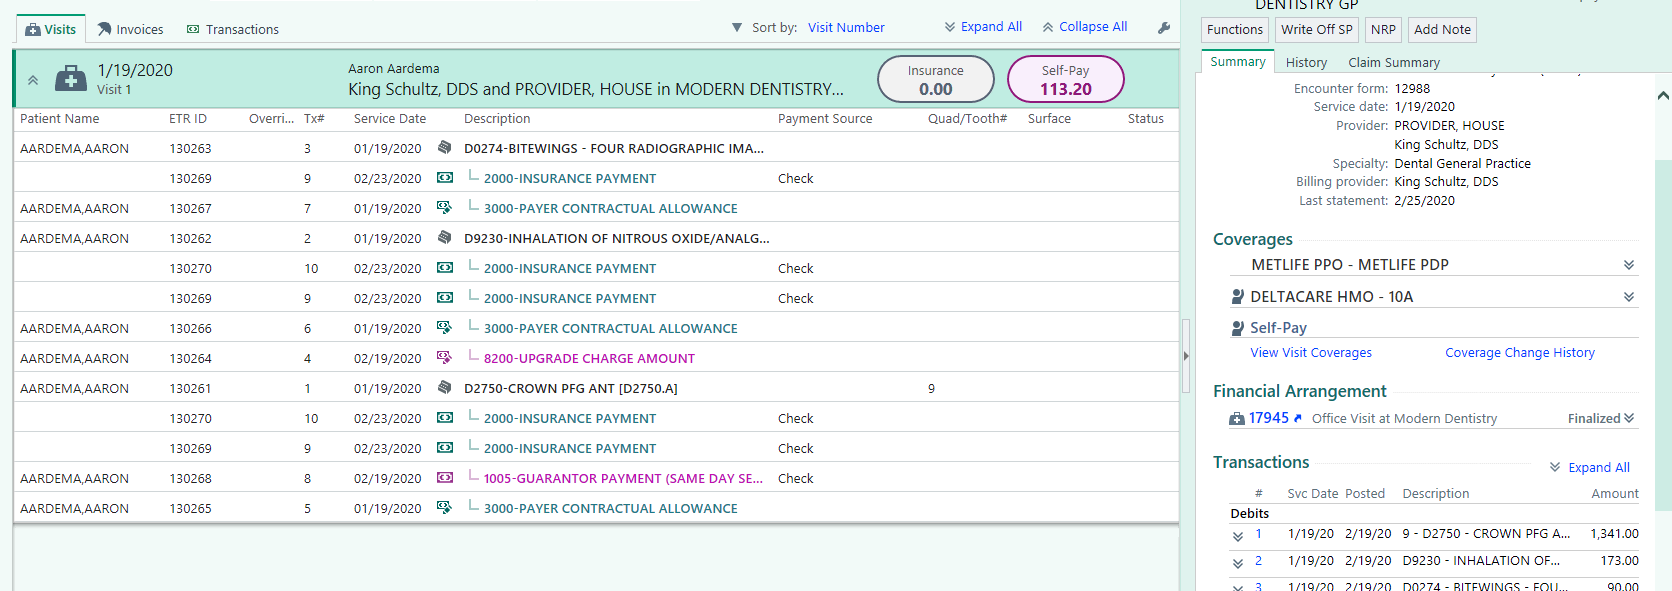 Visits Invoices Transactions Sort by: Visit Number Expand All Collapse All
1/19/2020
Visit 1
Aaron Aardema
King Schultz, DDS and PROVIDER, HOUSE in MODERN DENTISTRY...
Insurance
0.00
Self-Pay
113.20
Patient Name ETR ID Overri... Tx# Service Date Description Payment Source Quad/Tooth# Surface Status
AARDEMA,AARON 130263 3 01/19/2020 D0274-BITEWINGS - FOUR RADIOGRAPHIC IMA...
130269 9 02/23/2020 2000-INSURANCE PAYMENT Check
AARDEMA,AARON 130267 7 01/19/2020 3000-PAYER CONTRACTUAL ALLOWANCE
AARDEMA,AARON 130262 2 01/19/2020 D9230-INHALATION OF NITROUS OXIDE/ANALG...
130270 10 02/23/2020 2000-INSURANCE PAYMENT Check
130269 9 02/23/2020 2000-INSURANCE PAYMENT Check
AARDEMA,AARON 130266 6 01/19/2020 3000-PAYER CONTRACTUAL ALLOWANCE
AARDEMA,AARON 130264 4 02/19/2020 8200-UPGRADE CHARGE AMOUNT
AARDEMA,AARON 130261 1 01/19/2020 D2750-CROWN PFG ANT [D2750.A] 9
130270 10 02/23/2020 2000-INSURANCE PAYMENT Check
130269 9 02/23/2020 2000-INSURANCE PAYMENT Check
AARDEMA,AARON 130268 8 01/19/2020 1005-GUARANTOR PAYMENT (SAME DAY SE... Check
AARDEMA,AARON 130265 5 01/19/2020 3000-PAYER CONTRACTUAL ALLOWANCE
DENTISTRY GP
Functions Write Off SP NRP Add Note
Summary History Claim Summary
Encounter form: 12988
Service date: 1/19/2020
Provider: PROVIDER, HOUSE
King Schultz, DDS
Specialty: Dental General Practice
Billing provider: King Schultz, DDS
Last statement: 2/25/2020
Coverages
METLIFE PPO - METLIFE PDP
DELTACARE HMO - 10A
Self-Pay
View Visit Coverages Coverage Change History
Financial Arrangement
17945 Office Visit at Modern Dentistry Finalized
Transactions Expand All
# Svc Date Posted Description Amount
Debits
1 1/19/20 2/19/20 9 - D2750 - CROWN PFG A... 1,341.00
2 1/19/20 2/19/20 D9230 - INHALATION OF... 173.00
3 1/19/20 2/19/20 D0274 - BITEWINGS - FOU... 90.00